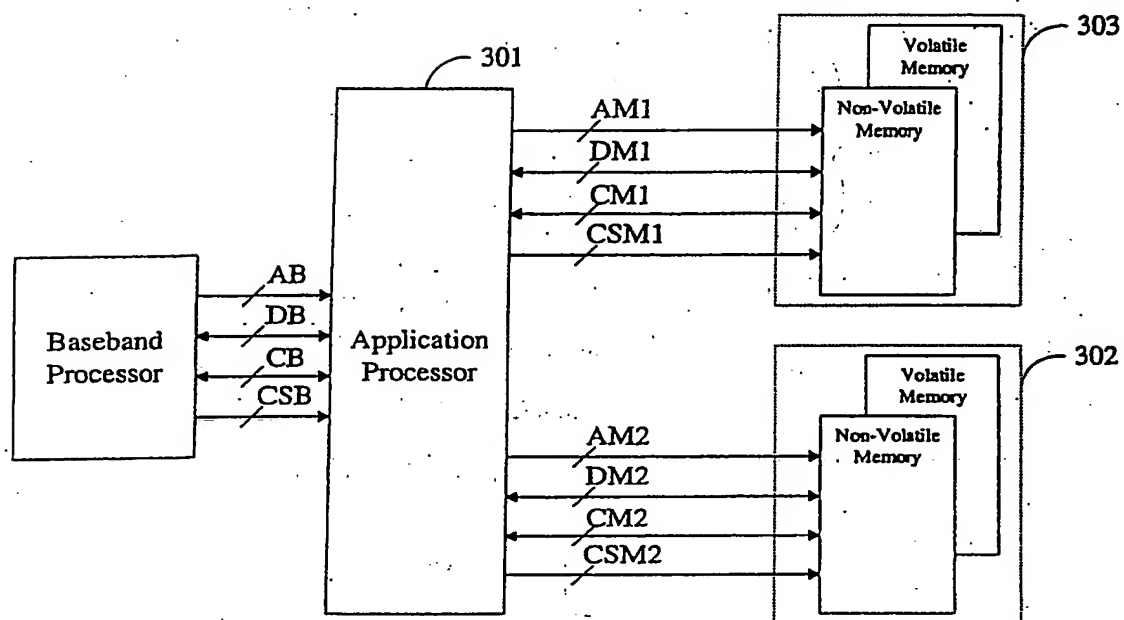 303
Volatile
Memory
Non-Volatile
Memory
301
AM1
DM1
CM1
CSM1
Baseband
Processor
AB
DB
CB
CSB
Application
Processor
302
Volatile
Memory
Non-Volatile
Memory
AM2
DM2
CM2
CSM2